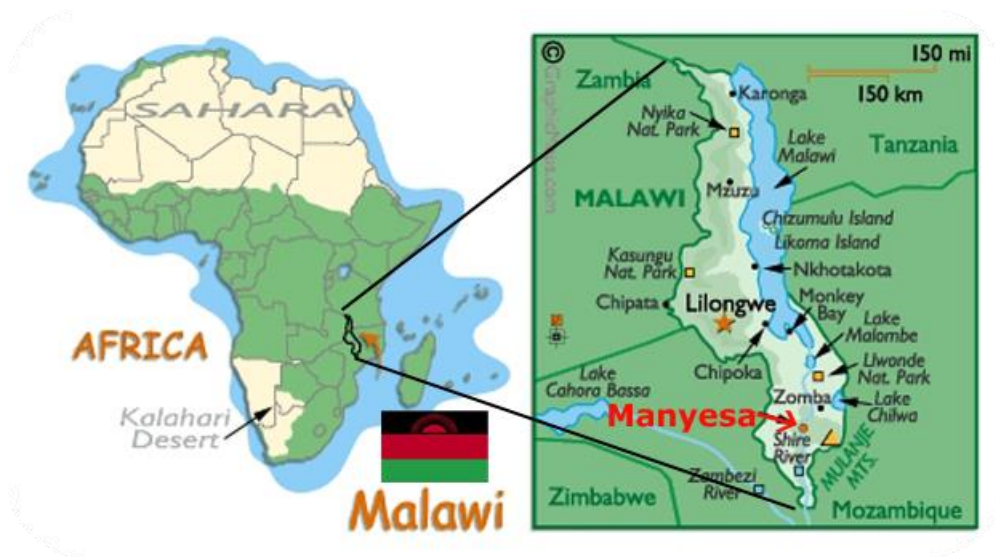 SAHARA
AFRICA
Kalahari
Desert
Malawi
©
150 mi
150 km
Zambia
Karonga
Nyika
Nat. Park
Lake
Malawi
Tanzania
MALAWI
Mzuzu
Chizumulu Island
Likoma Island
Kasungu
Nat. Park
Nkhotakota
Chipata
Lilongwe
Monkey
Bay
Lake
Malombe
Chipoka
Liwonde
Nat. Park
Lake
Cahora Bassa
Zomba
Lake
Chilwa
Manyesa
Shire
River
MULANJE
MTS.
Zambezi
River
Zimbabwe
Mozambique